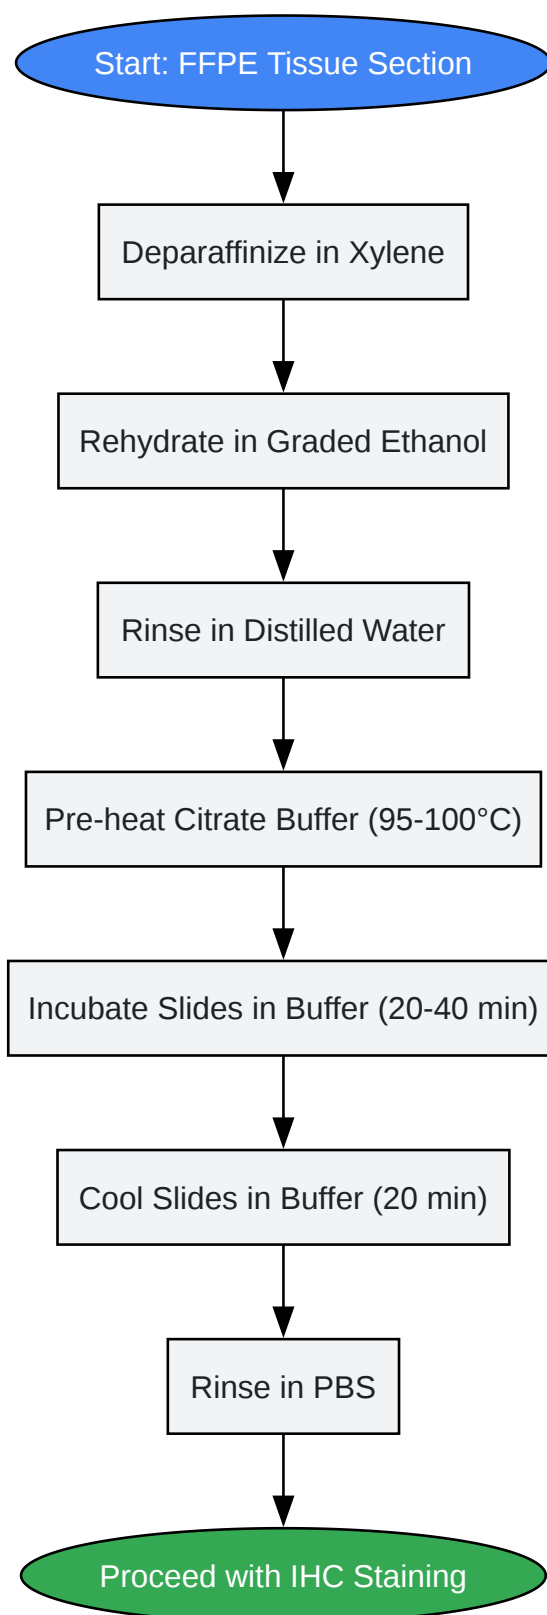 Start: FFPE Tissue Section
Deparaffinize in Xylene
Rehydrate in Graded Ethanol
Rinse in Distilled Water
Pre-heat Citrate Buffer (95-100°C)
Incubate Slides in Buffer (20-40 min)
Cool Slides in Buffer (20 min)
Rinse in PBS
Proceed with IHC Staining